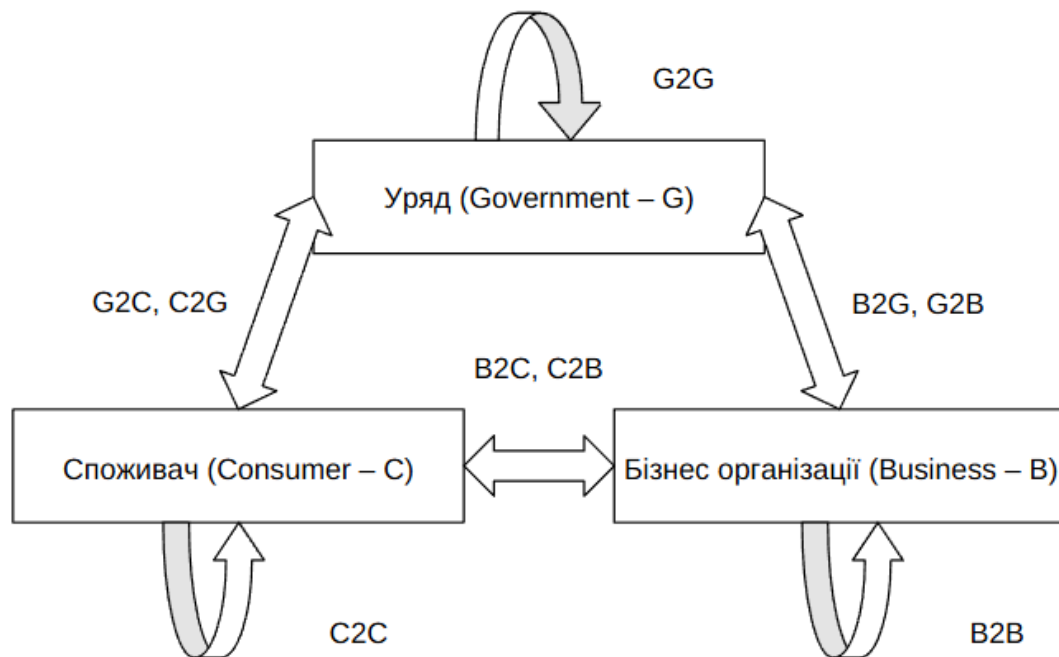 G2G
Уряд (Government – G)
G2C, C2G
B2G, G2B
B2C, C2B
Споживач (Consumer – C)
Бізнес організації (Business – B)
C2C
B2B